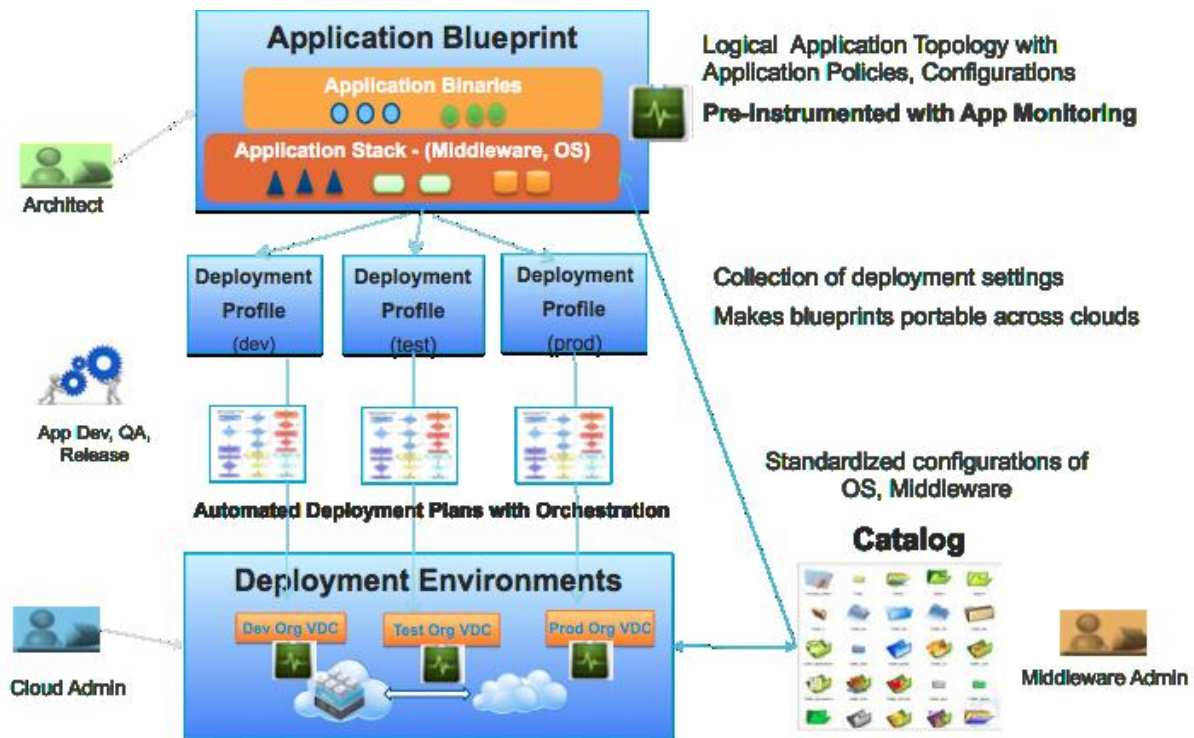 Application Blueprint
Application Binaries
Application Stack - (Middleware, OS)
Logical Application Topology with
Application Policies, Configurations
Pre-Instrumented with App Monitoring
Architect
Deployment
Profile
(dev)
Deployment
Profile
(test)
Deployment
Profile
(prod)
Collection of deployment settings
Makes blueprints portable across clouds
App Dev, QA,
Release
Automated Deployment Plans with Orchestration
Standardized configurations of
OS, Middleware
Catalog
Deployment Environments
Dev Org VDC
Test Org VDC
Prod Org VDC
Cloud Admin
Middleware Admin